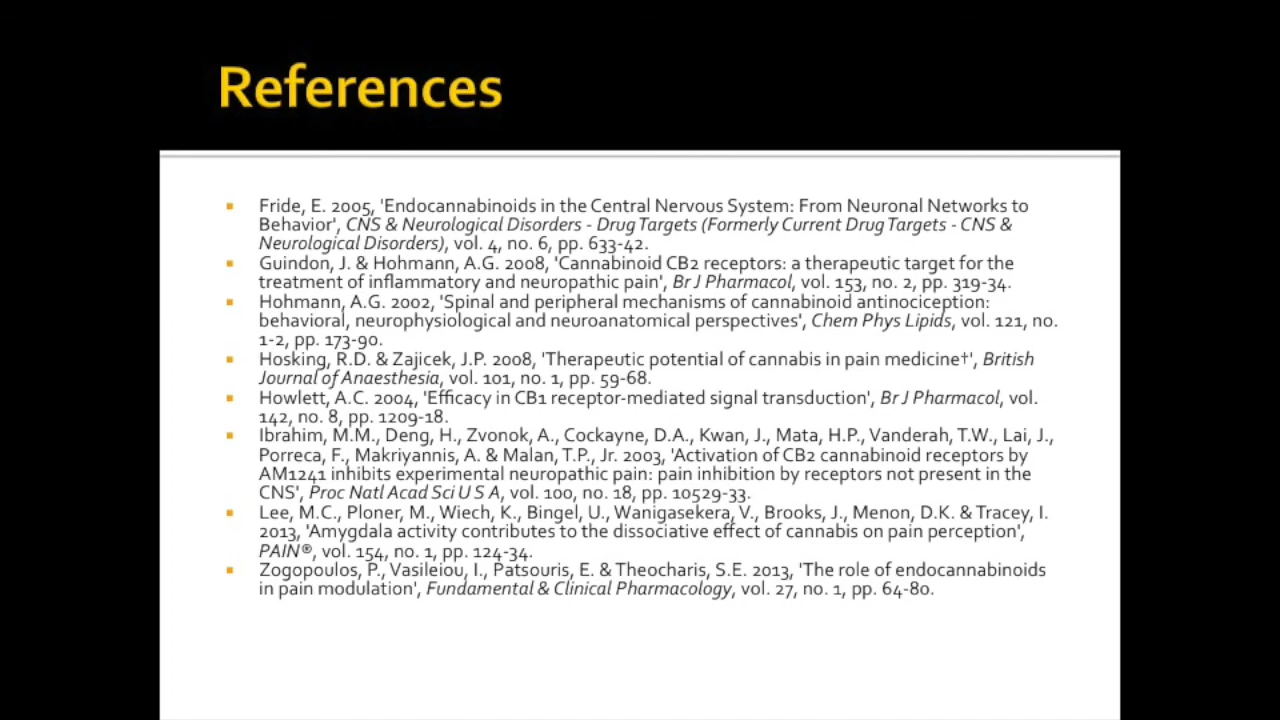 References
Fride, E. 2005, 'Endocannabinoids in the Central Nervous System: From Neuronal Networks to
Behavior', CNS & Neurological Disorders - Drug Targets (Formerly Current Drug Targets - CNS &
Neurological Disorders), vol. 4, no. 6, pp. 633-42.
Guindon, J. & Hohmann, A.G. 2008, 'Cannabinoid CB2 receptors: a therapeutic target for the
treatment of inflammatory and neuropathic pain', Br J Pharmacol, vol. 153, no. 2, pp. 319-34.
Hohmann, A.G. 2002, 'Spinal and peripheral mechanisms of cannabinoid antinociception:
behavioral, neurophysiological and neuroanatomical perspectives', Chem Phys Lipids, vol. 121, no.
1-2, pp. 173-90.
Hosking, R.D. & Zajicek, J.P. 2008, 'Therapeutic potential of cannabis in pain medicine†', British
Journal of Anaesthesia, vol. 101, no. 1, pp. 59-68.
Howlett, A.C. 2004, 'Efficacy in CB1 receptor-mediated signal transduction', Br J Pharmacol, vol.
142, no. 8, pp. 1209-18.
Ibrahim, M.M., Deng, H., Zvonok, A., Cockayne, D.A., Kwan, J., Mata, H.P., Vanderah, T.W., Lai, J.,
Porreca, F., Makriyannis, A. & Malan, T.P., Jr. 2003, 'Activation of CB2 cannabinoid receptors by
AM1241 inhibits experimental neuropathic pain: pain inhibition by receptors not present in the
CNS', Proc Natl Acad Sci U S A, vol. 100, no. 18, pp. 10529-33.
Lee, M.C., Ploner, M., Wiech, K., Bingel, U., Wanigasekera, V., Brooks, J., Menon, D.K. & Tracey, I.
2013, 'Amygdala activity contributes to the dissociative effect of cannabis on pain perception',
PAIN®, vol. 154, no. 1, pp. 124-34.
Zogopoulos, P., Vasileiou, I., Patsouris, E. & Theocharis, S.E. 2013, 'The role of endocannabinoids
in pain modulation', Fundamental & Clinical Pharmacology, vol. 27, no. 1, pp. 64-80.